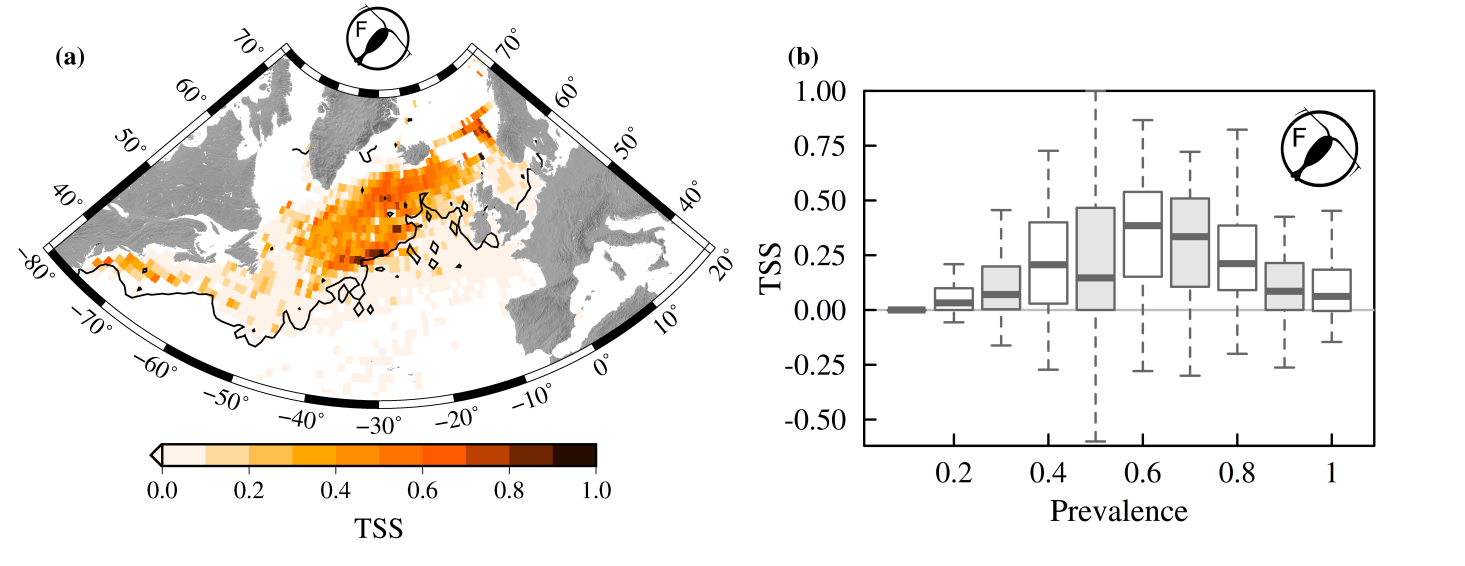 (a)
F
70°
60°
50°
40°
−80°
−70°
−60°
−50°
−40°
−30°
−20°
−10°
0°
10°
20°
40°
50°
60°
70°
0.0 0.2 0.4 0.6 0.8 1.0
TSS
(b)
F
1.00
0.75
0.50
0.25
0.00
-0.25
-0.50
TSS
0.2 0.4 0.6 0.8 1
Prevalence